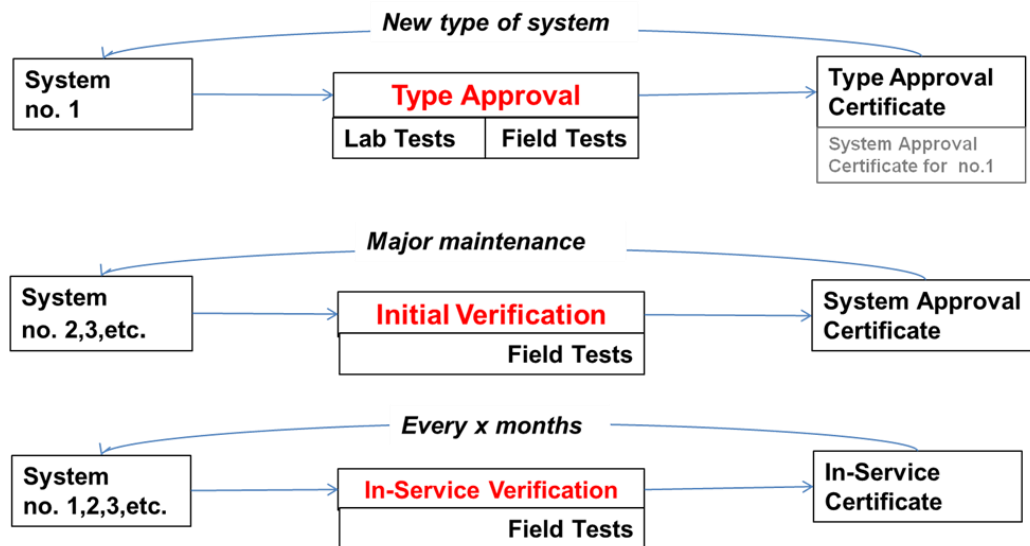 New type of system
System
no. 1
Type Approval
Lab Tests
Field Tests
Type Approval
Certificate
System Approval
Certificate for no.1
Major maintenance
System
no. 2,3,etc.
Initial Verification
Field Tests
System Approval
Certificate
Every x months
System
no. 1,2,3,etc.
In-Service Verification
Field Tests
In-Service
Certificate